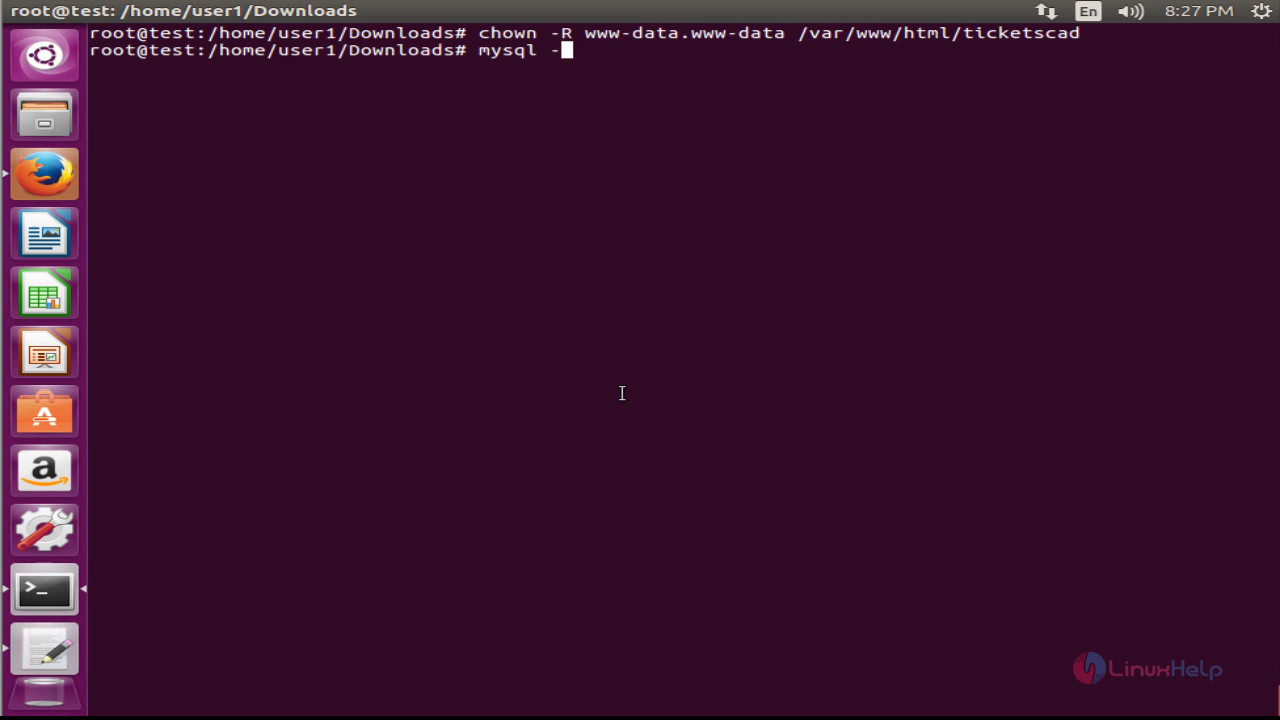 root@test: /home/user1/Downloads
En
8:27 PM
root@test:/home/user1/Downloads# chown -R www-data.www-data /var/www/html/ticketscad
root@test:/home/user1/Downloads# mysql -
LinuxHelp